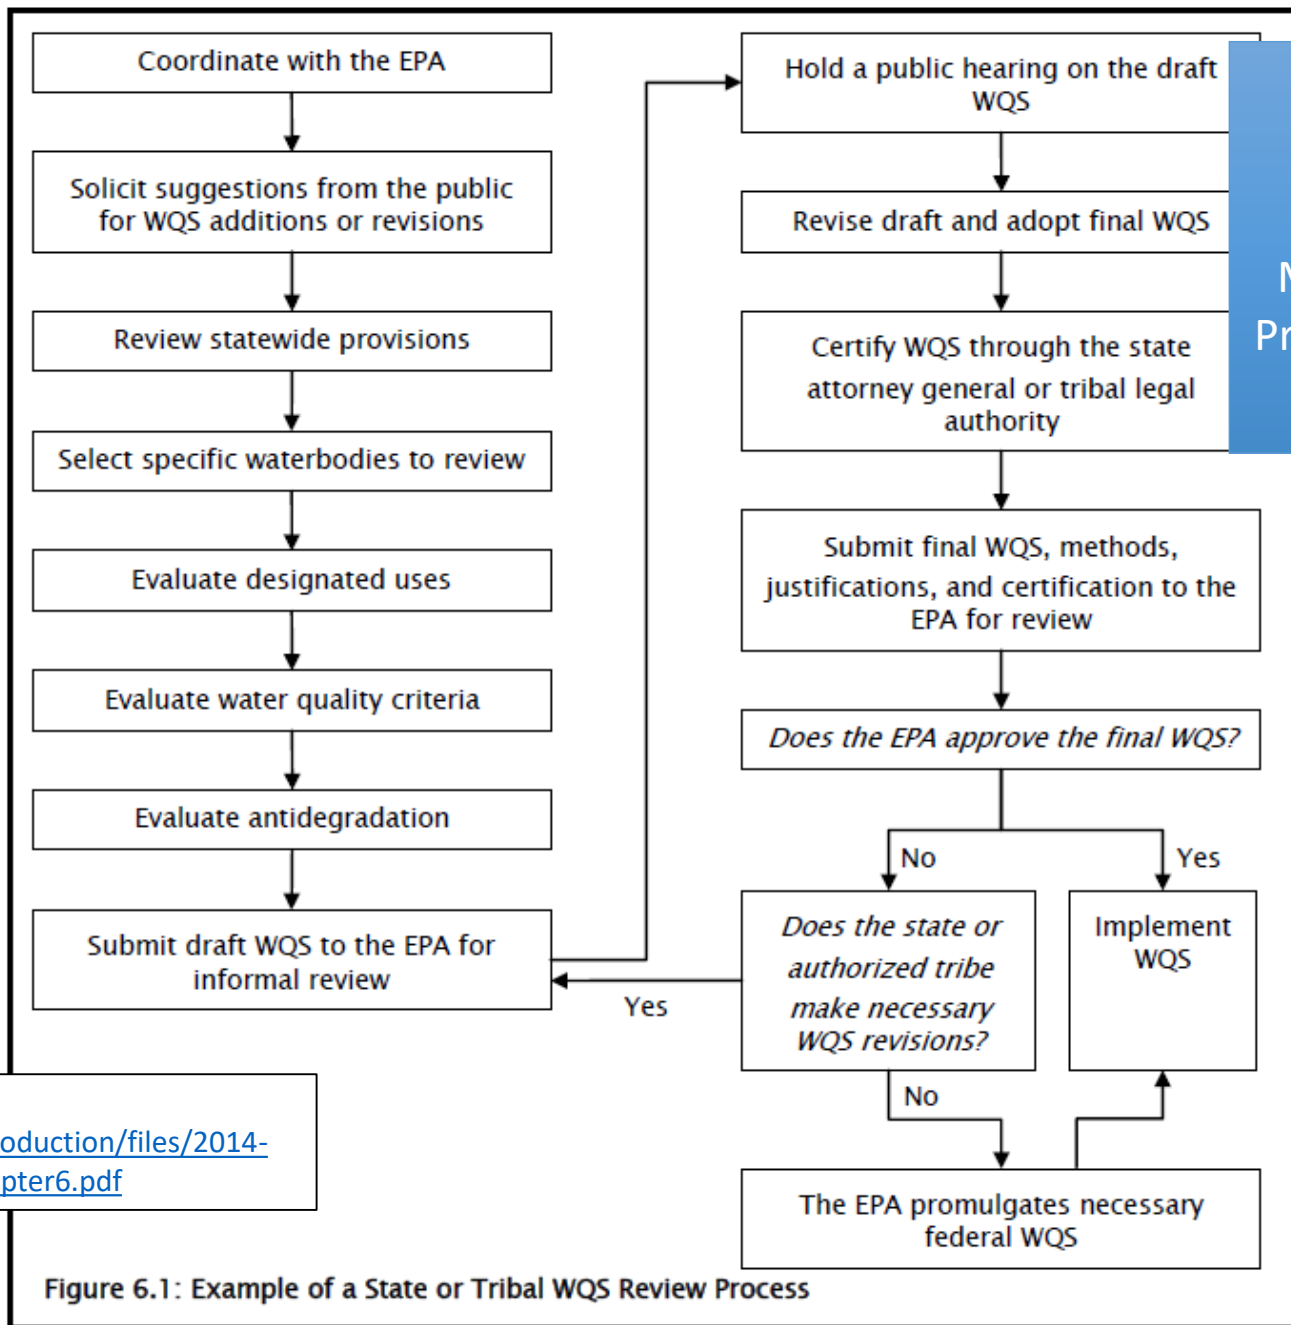 Coordinate with the EPA
Solicit suggestions from the public
for WQS additions or revisions
Review statewide provisions
Select specific waterbodies to review
Evaluate designated uses
Evaluate water quality criteria
Evaluate antidegradation
Submit draft WQS to the EPA for
informal review
Hold a public hearing on the draft
WQS
Revise draft and adopt final WQS
Certify WQS through the state
attorney general or tribal legal
authority
Submit final WQS, methods,
justifications, and certification to the
EPA for review
Does the EPA approve the final WQS?
No
Yes
Does the state or
authorized tribe
make necessary
WQS revisions?
Implement
WQS
Yes
No
The EPA promulgates necessary
federal WQS
oduction/files/2014-
pter6.pdf
Figure 6.1: Example of a State or Tribal WQS Review Process